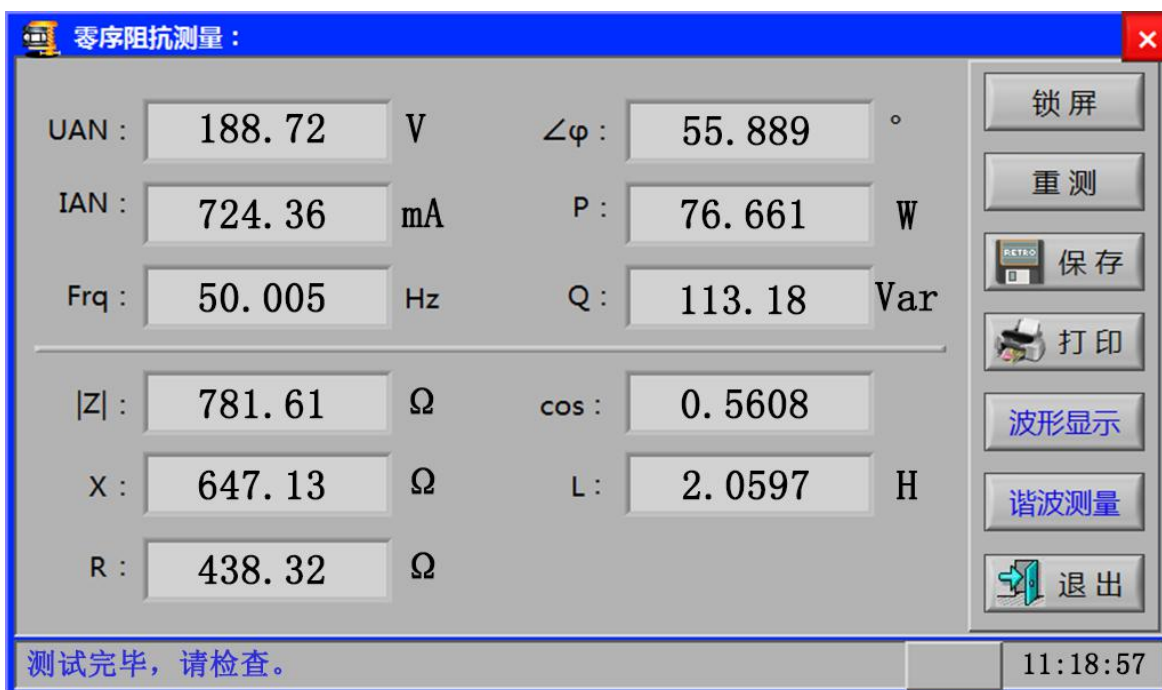 零序阻抗测量：
UAN： 188.72 V ∠φ： 55.889 °
锁屏
IAN： 724.36 mA P： 76.661 W
重测
Frq： 50.005 Hz Q： 113.18 Var
RETRO 保存
打印
|Z|： 781.61 Ω cos： 0.5608
波形显示
X： 647.13 Ω L： 2.0597 H
谐波测量
R： 438.32 Ω
退出
测试完毕，请检查。 11:18:57